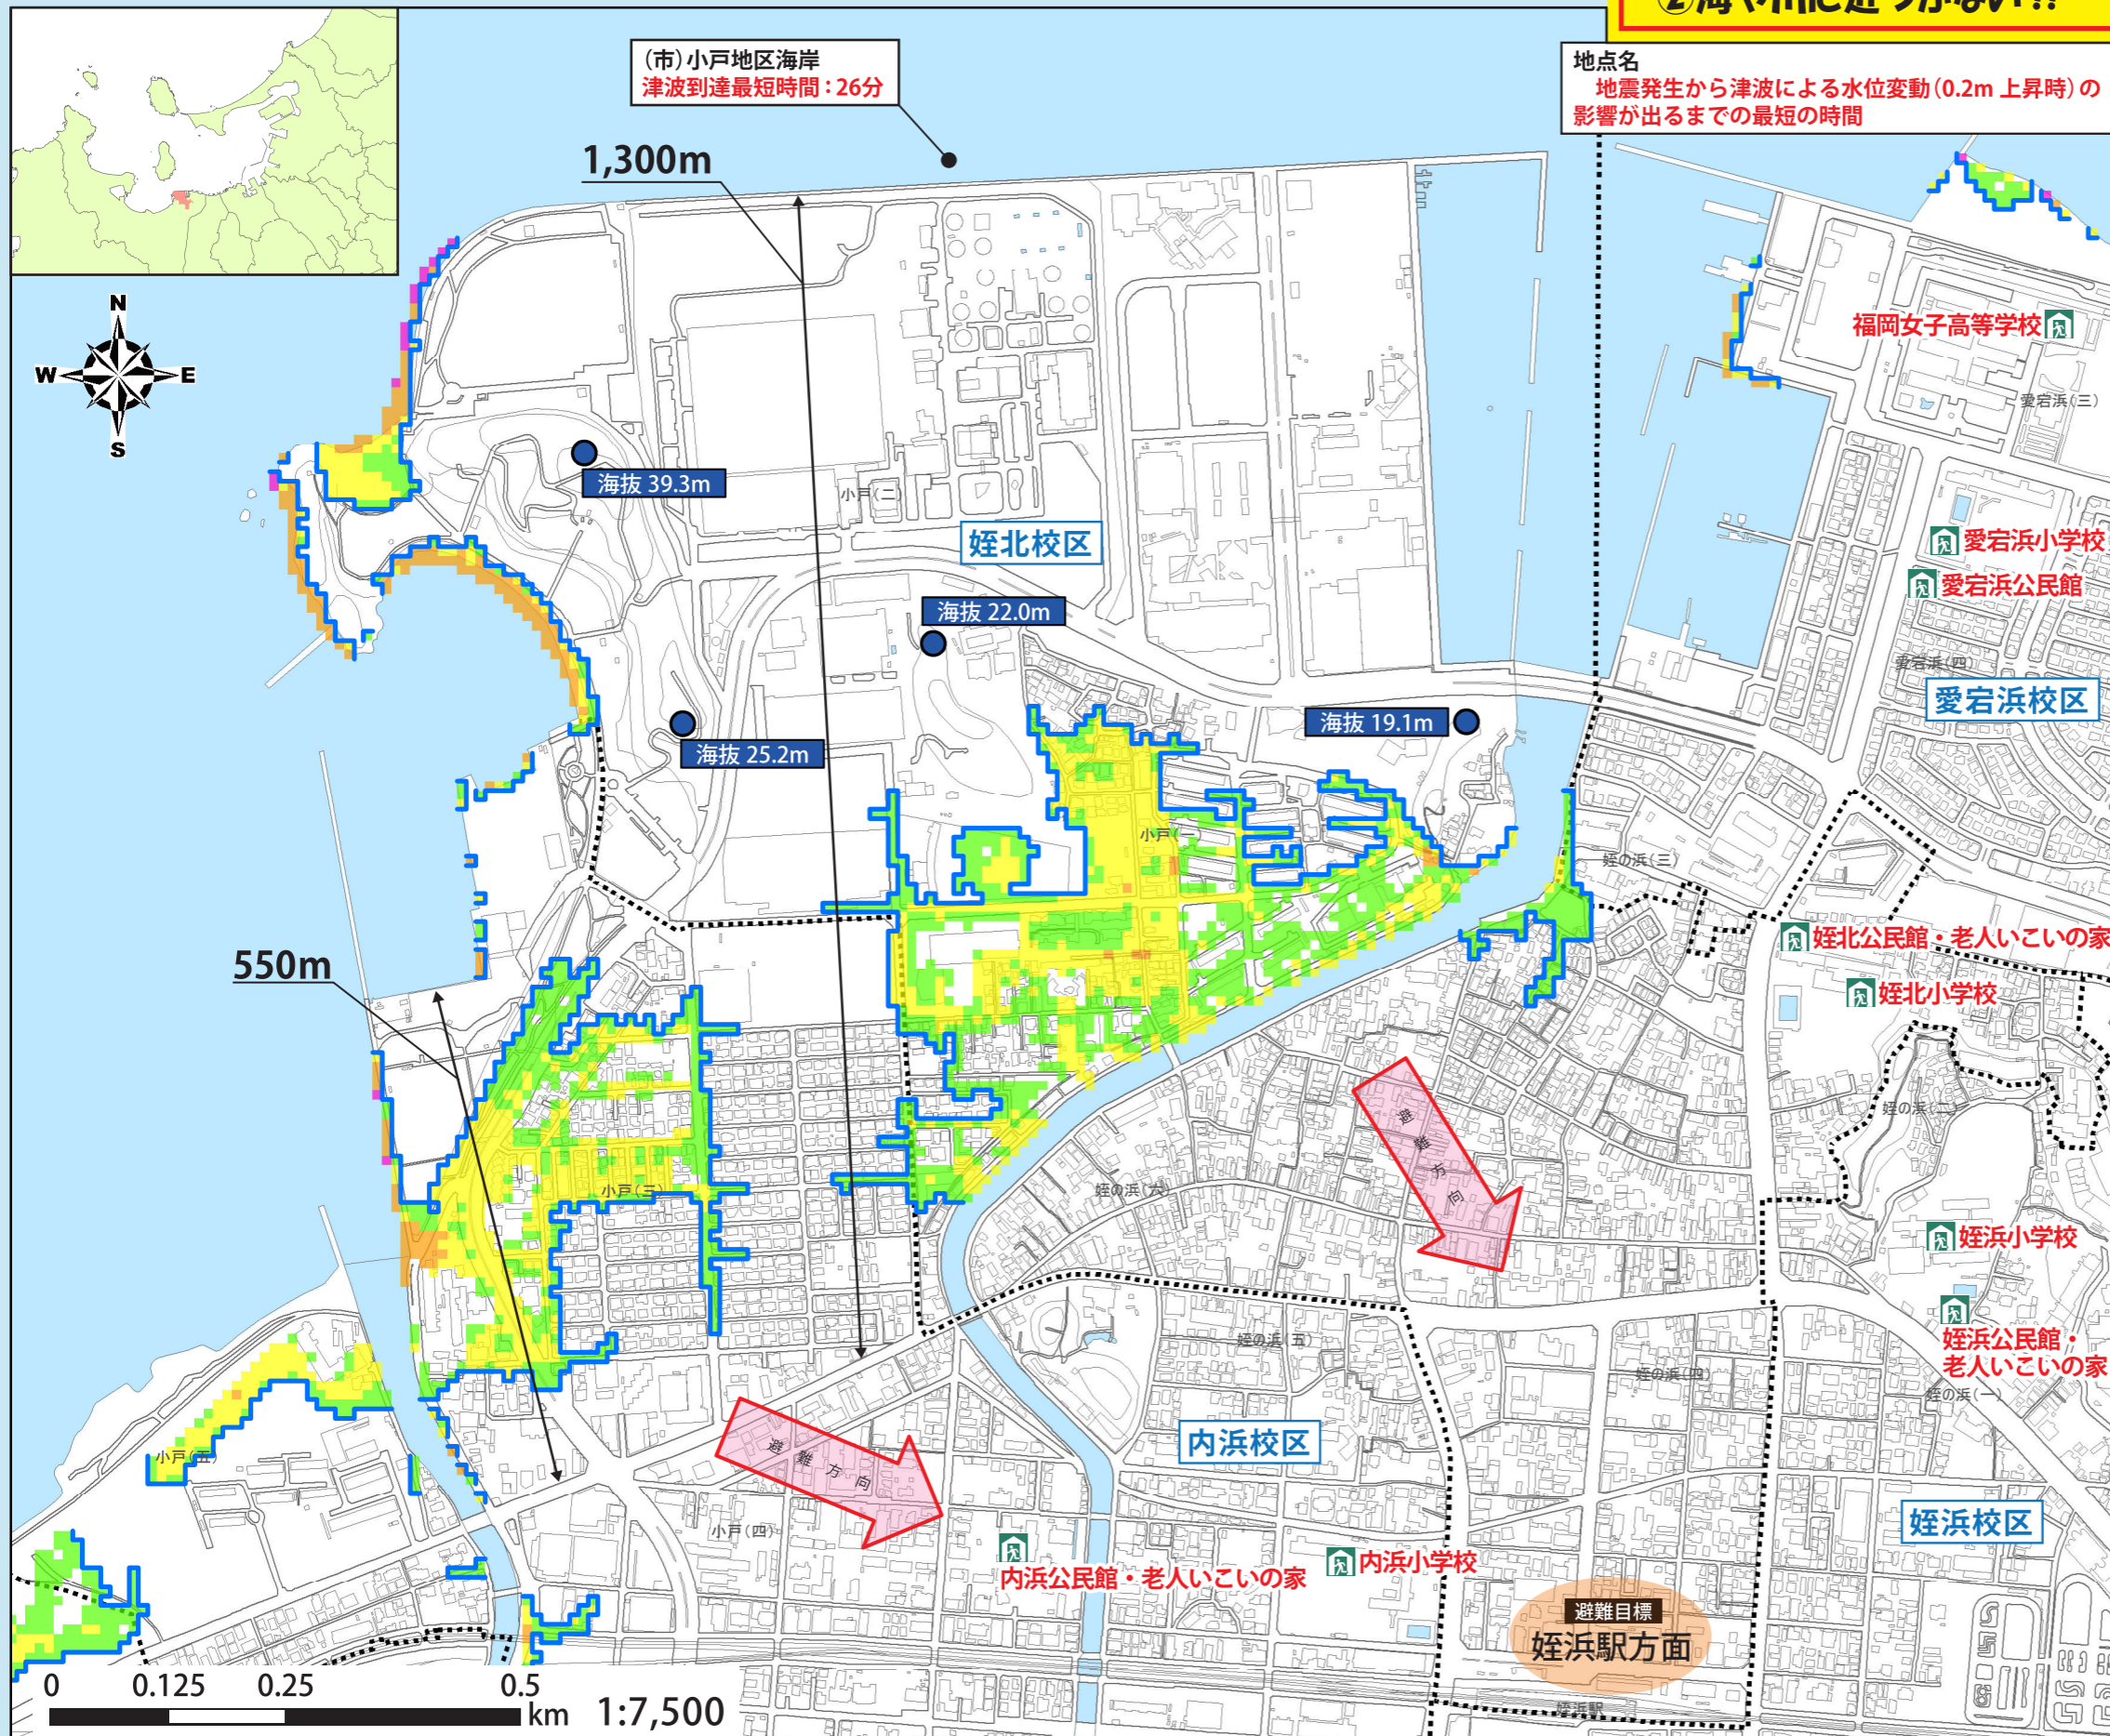 ②海や川に近づかない!!
(市)小戸地区海岸
津波到達最短時間：26分
地点名
地震発生から津波による水位変動(0.2m 上昇時)の
影響が出るまでの最短の時間
1,300m
N
W
E
S
福岡女子高等学校
愛宕浜(三)
海抜 39.3m
小戸(二)
姪北校区
愛宕浜小学校
愛宕浜公民館
海抜 22.0m
愛宕浜(四)
愛宕浜校区
海抜 19.1m
海抜 25.2m
小戸(一
姪の浜(三)
姪北公民館・老人いこいの家
550m
姪北小学校
姪の浜(二)
避難方向
小戸(三)
姪の浜(六)
姪浜小学校
姪浜公民館・
老人いこいの家
姪の浜(五)
姪の浜(四)
姪の浜(一)
内浜校区
避難方向
小戸(五)
姪浜校区
小戸(四)
内浜公民館・老人いこいの家
内浜小学校
避難目標
姪浜駅方面
姪浜駅
0 0.125 0.25 0.5
km 1:7,500